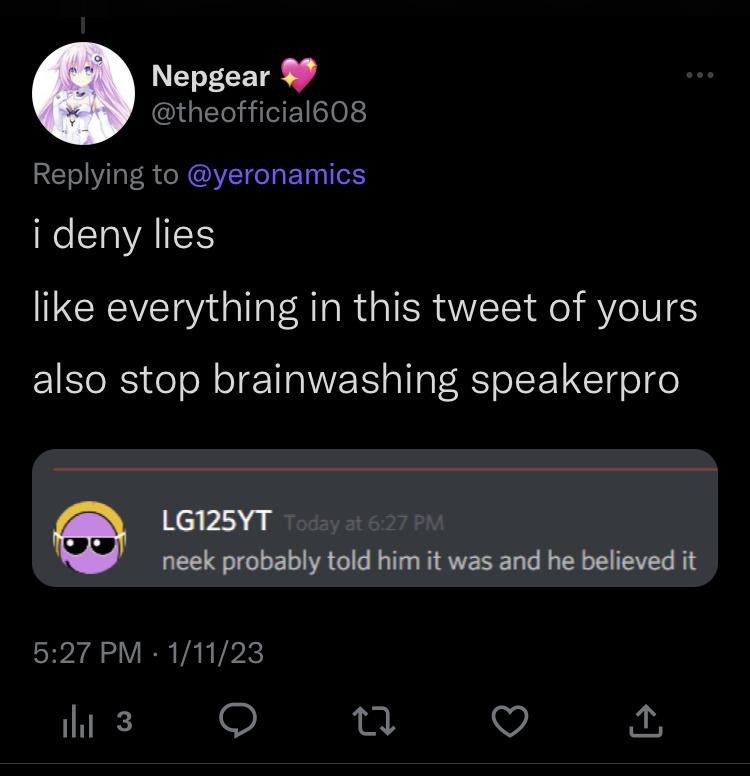 Nepgear 💖
@theofficial608
Replying to @yeronamics
i deny lies
like everything in this tweet of yours
also stop brainwashing speakerpro
LG125YT Today at 6:27 PM
neek probably told him it was and he believed it
5:27 PM · 1/11/23
3